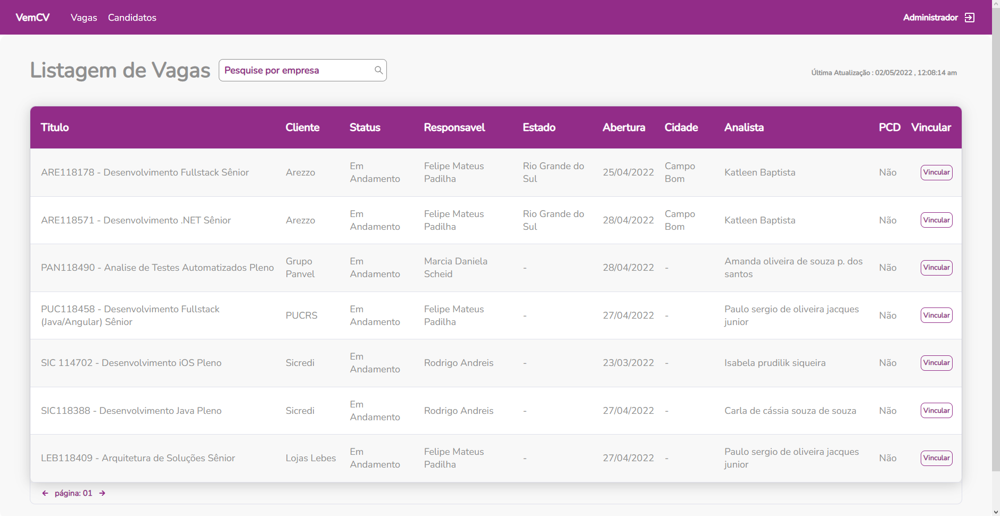 VemCV Vagas Candidatos Administrador
Listagem de Vagas Pesquise por empresa Última Atualização : 02/05/2022 , 12:08:14 am
Titulo Cliente Status Responsavel Estado Abertura Cidade Analista PCD Vincular
ARE118178 - Desenvolvimento Fullstack Sênior Arezzo Em Andamento Felipe Mateus Padilha Rio Grande do Sul 25/04/2022 Campo Bom Katleen Baptista Não Vincular
ARE118571 - Desenvolvimento .NET Sênior Arezzo Em Andamento Felipe Mateus Padilha Rio Grande do Sul 28/04/2022 Campo Bom Katleen Baptista Não Vincular
PAN118490 - Analise de Testes Automatizados Pleno Grupo Panvel Em Andamento Marcia Daniela Scheid - 28/04/2022 - Amanda oliveira de souza p. dos santos Não Vincular
PUC118458 - Desenvolvimento Fullstack (Java/Angular) Sênior PUCRS Em Andamento Felipe Mateus Padilha - 27/04/2022 - Paulo sergio de oliveira jacques junior Não Vincular
SIC 114702 - Desenvolvimento iOS Pleno Sicredi Em Andamento Rodrigo Andreis - 23/03/2022 - Isabela prudilik siqueira Não Vincular
SIC118388 - Desenvolvimento Java Pleno Sicredi Em Andamento Rodrigo Andreis - 27/04/2022 - Carla de cássia souza de souza Não Vincular
LEB118409 - Arquitetura de Soluções Sênior Lojas Lebes Em Andamento Felipe Mateus Padilha - 27/04/2022 - Paulo sergio de oliveira jacques junior Não Vincular
← página: 01 →